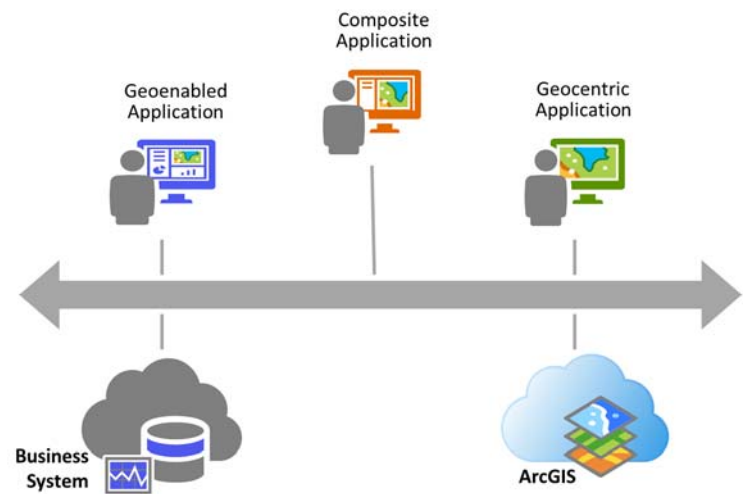 Composite
Application
Geoenabled
Application
Geocentric
Application
Business
System
ArcGIS